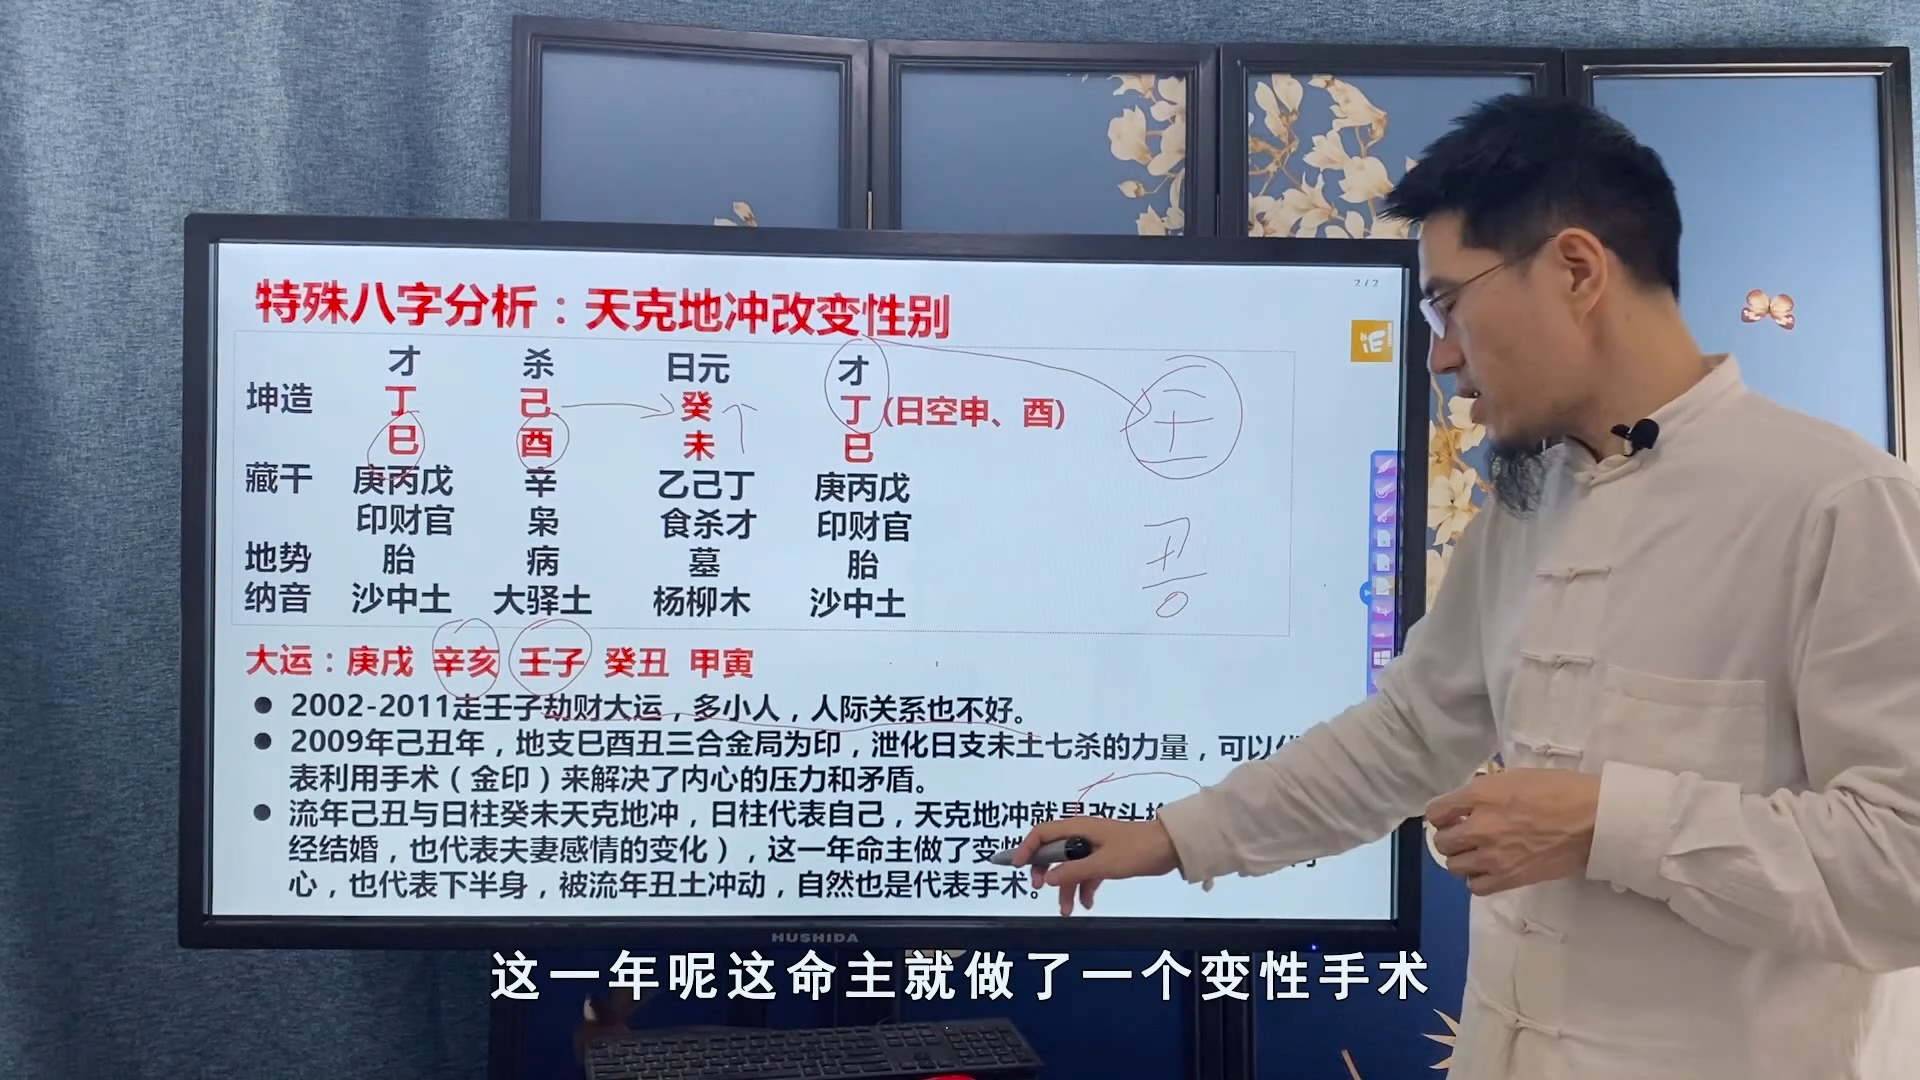 特殊八字分析：天克地冲改变性别
2/2
才 杀 日元 才
坤造 丁 己 癸 丁(日空申、酉)
巳 酉 未 巳
藏干 庚丙戊 辛 乙己丁 庚丙戊
印财官 枭 食杀才 印财官
地势 胎 病 墓 胎
纳音 沙中土 大驿土 杨柳木 沙中土
大运：庚戌 辛亥 壬子 癸丑 甲寅
2002-2011走壬子劫财大运，多小人，人际关系也不好。
2009年己丑年，地支巳酉丑三合金局为印，泄化日支未土七杀的力量，可以
表利用手术（金印）来解决了内心的压力和矛盾。
流年己丑与日柱癸未天克地冲，日柱代表自己，天克地冲就是改头
经结婚，也代表夫妻感情的变化），这一年命主做了变性
心，也代表下半身，被流年丑土冲动，自然也是代表手术。
HUSHIDA
这一年呢这命主就做了一个变性手术